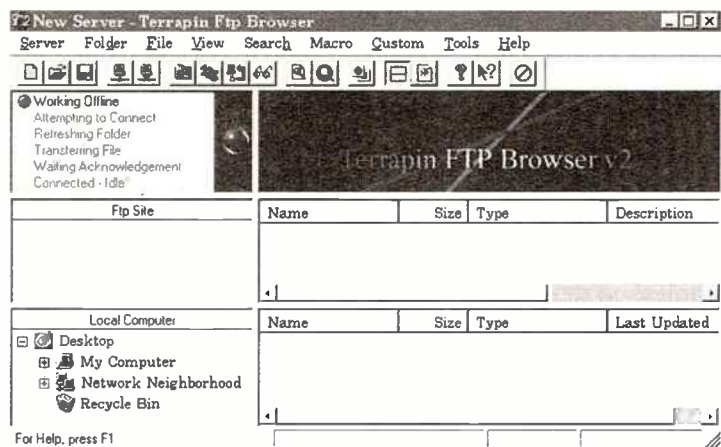 New Server - Terrapin Ftp Browser
Server Folder File View Search Macro Custom Tools Help
Working Offline
Attempting to Connect
Refreshing Folder
Transferring File
Waiting Acknowledgement
Connected - Idle
Terrapin FTP Browser v2
Ftp Site
Name Size Type Description
Local Computer
Name Size Type Last Updated
Desktop
My Computer
Network Neighborhood
Recycle Bin
For Help, press F1